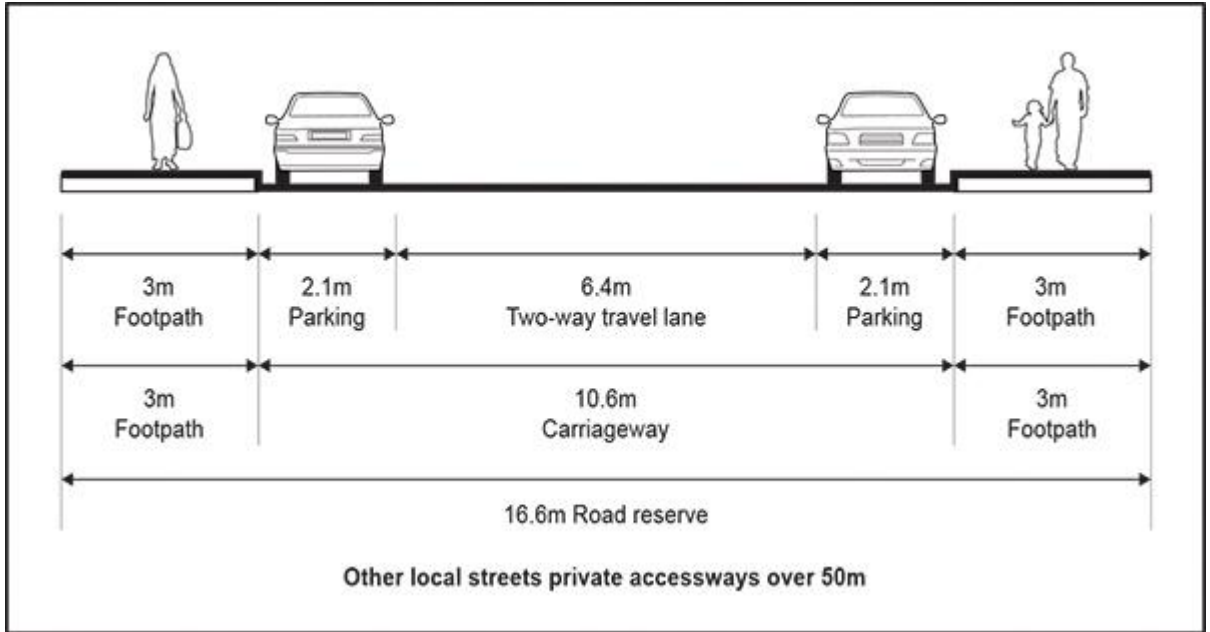 3m 2.1m 6.4m 2.1m 3m
Footpath Parking Two-way travel lane Parking Footpath
3m 10.6m 3m
Footpath Carriageway Footpath
16.6m Road reserve
Other local streets private accessways over 50m